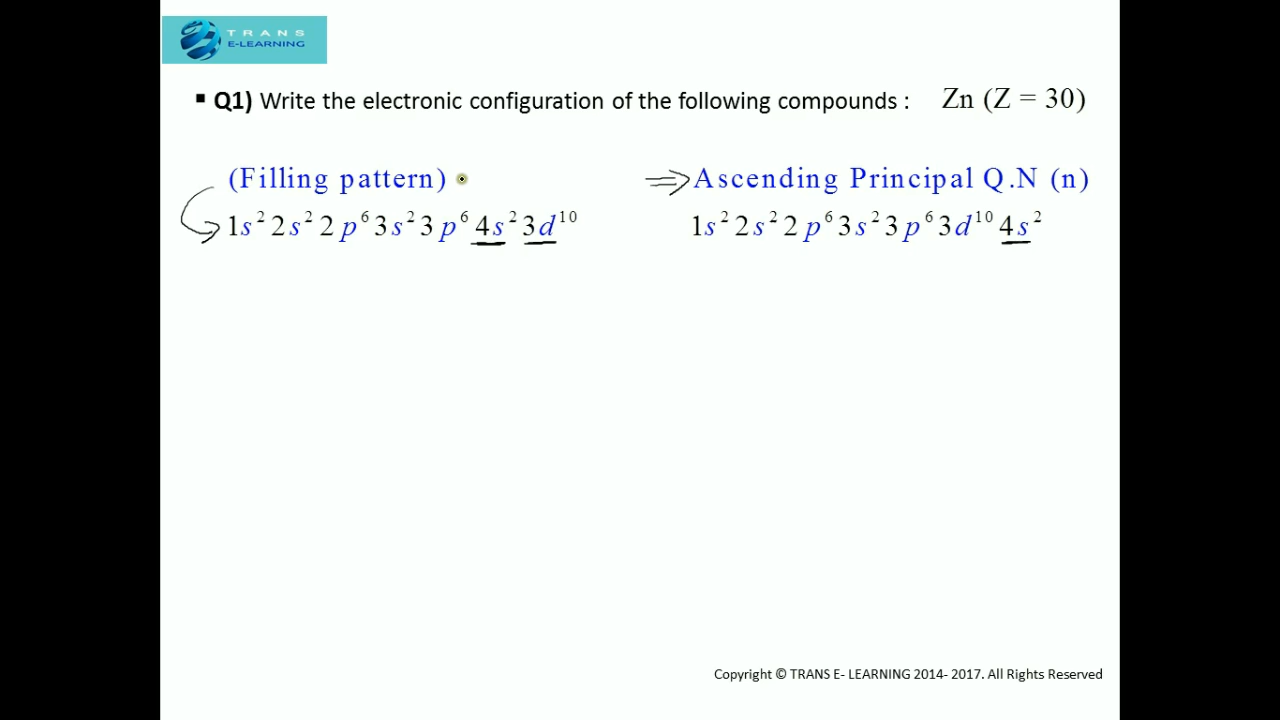 TRANS
E-LEARNING
▪ Q1) Write the electronic configuration of the following compounds : Zn (Z = 30)
(Filling pattern) ⇒ Ascending Principal Q.N (n)
1s² 2s² 2p⁶ 3s² 3p⁶ 4s² 3d¹⁰ 1s² 2s² 2p⁶ 3s² 3p⁶ 3d¹⁰ 4s²
Copyright © TRANS E- LEARNING 2014- 2017. All Rights Reserved